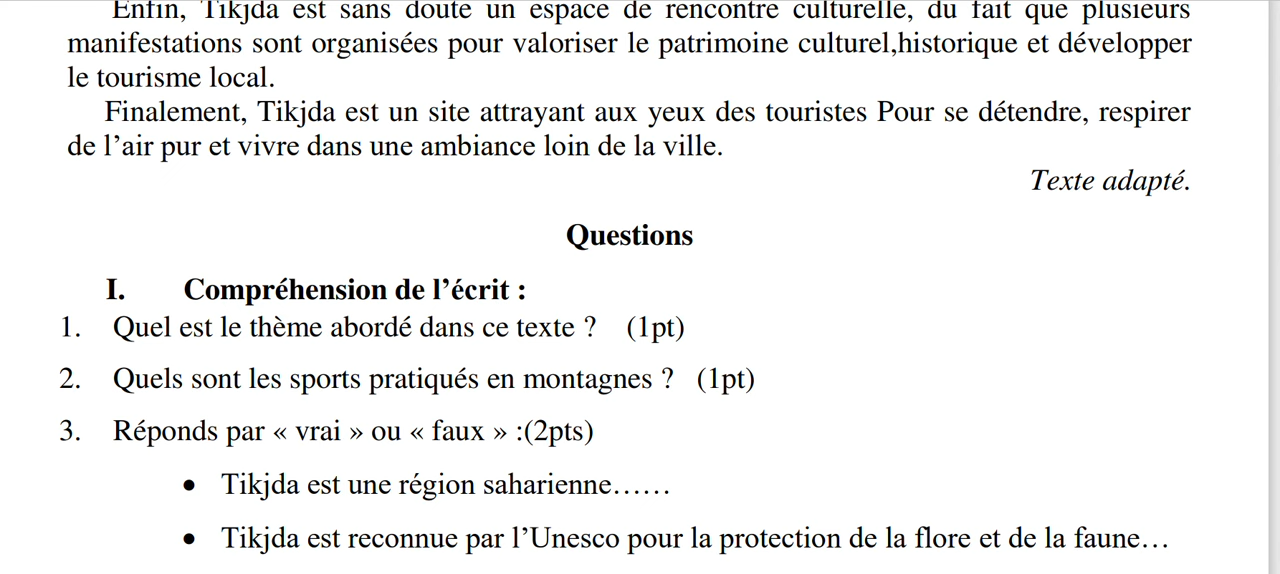 Enfin, Tikjda est sans doute un espace de rencontre culturelle, du fait que plusieurs
manifestations sont organisées pour valoriser le patrimoine culturel,historique et développer
le tourisme local.
Finalement, Tikjda est un site attrayant aux yeux des touristes Pour se détendre, respirer
de l’air pur et vivre dans une ambiance loin de la ville.
Texte adapté.
Questions
I. Compréhension de l’écrit :
1. Quel est le thème abordé dans ce texte ? (1pt)
2. Quels sont les sports pratiqués en montagnes ? (1pt)
3. Réponds par « vrai » ou « faux » :(2pts)
• Tikjda est une région saharienne……
• Tikjda est reconnue par l’Unesco pour la protection de la flore et de la faune…